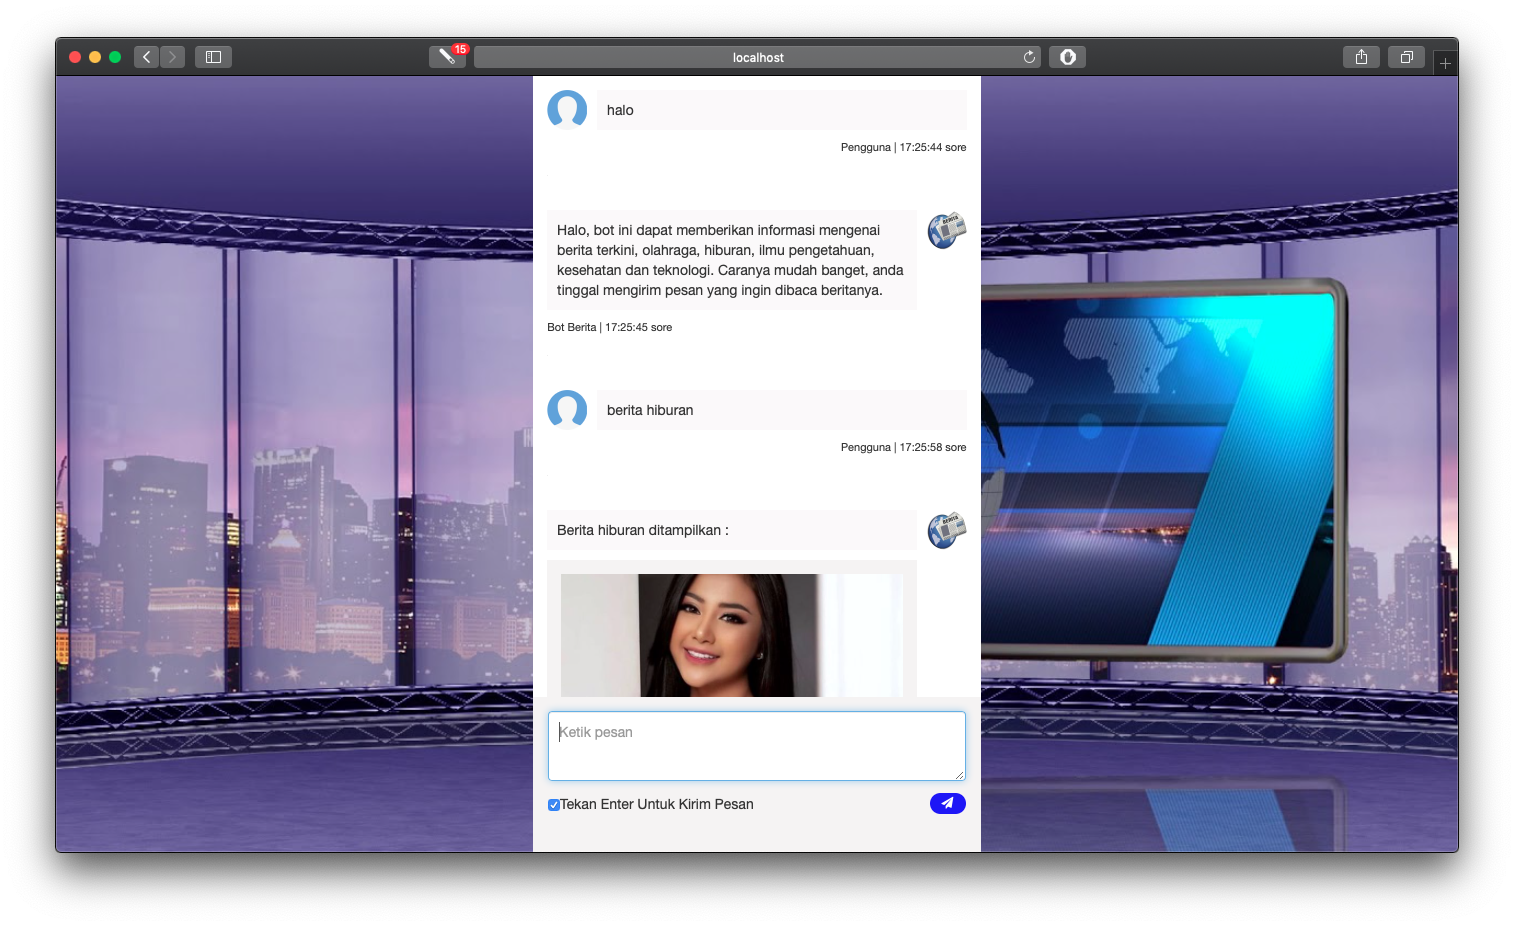 15
localhost
halo
Pengguna | 17:25:44 sore
BERITA
Halo, bot ini dapat memberikan informasi mengenai
berita terkini, olahraga, hiburan, ilmu pengetahuan,
kesehatan dan teknologi. Caranya mudah banget, anda
tinggal mengirim pesan yang ingin dibaca beritanya.
Bot Berita | 17:25:45 sore
berita hiburan
Pengguna | 17:25:58 sore
Berita hiburan ditampilkan :
BERITA
Ketik pesan
Tekan Enter Untuk Kirim Pesan